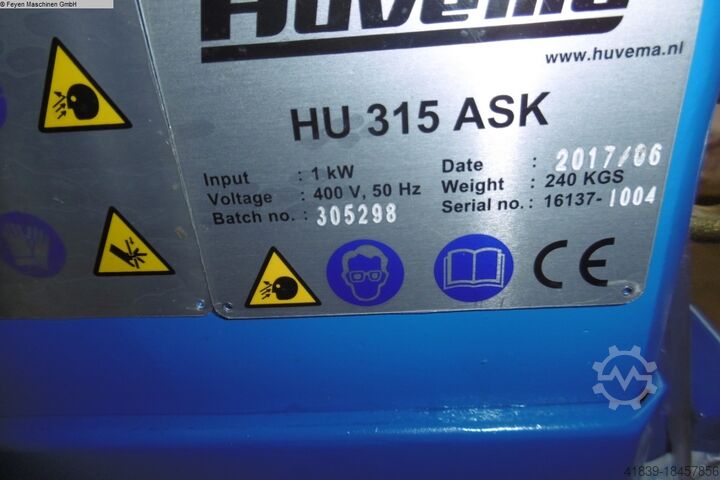 © Feyen Maschinen GmbH
Huvema
www.huvema.nl
HU 315 ASK
Input : 1 kW
Voltage : 400 V, 50 Hz
Batch no. : 305298
Date : 2017/06
Weight : 240 KGS
Serial no. : 16137-1004
CE
41839-18457856